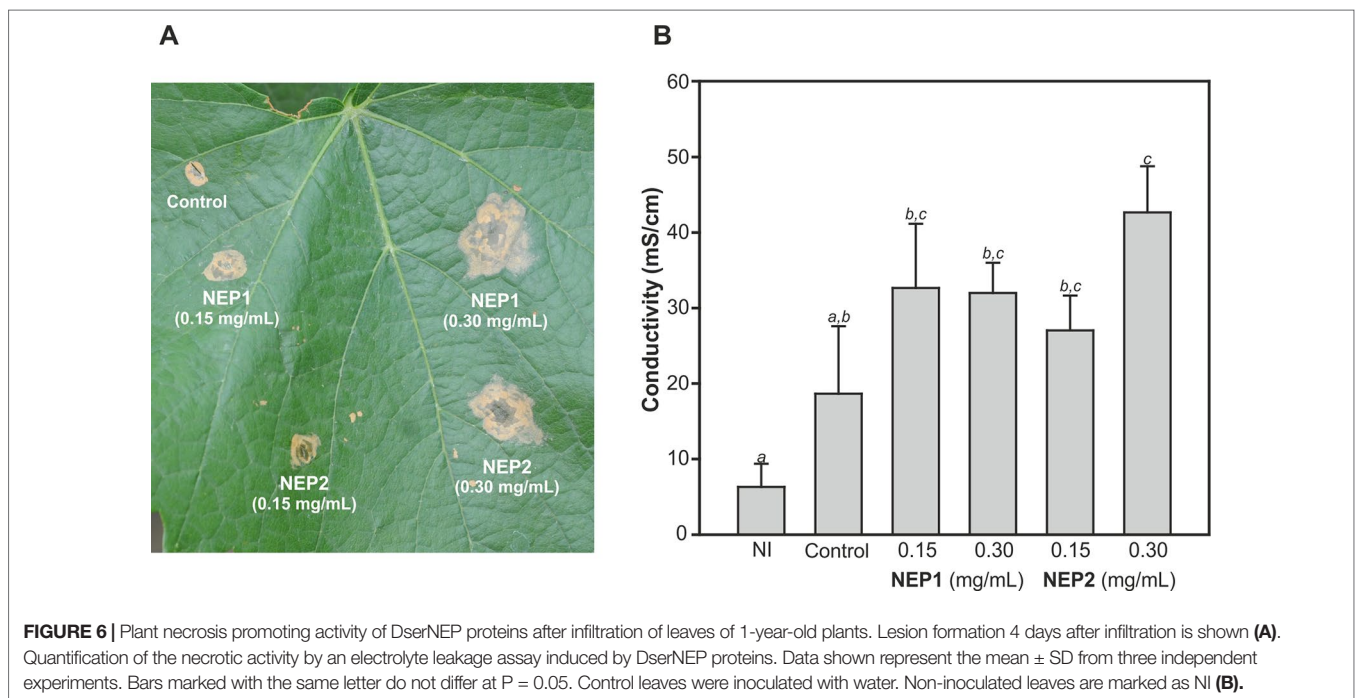 A
Control
NEP1
(0.15 mg/mL)
NEP1
(0.30 mg/mL)
NEP2
(0.15 mg/mL)
NEP2
(0.30 mg/mL)
B
Conductivity (mS/cm)
60
50
40
30
20
10
0
a
a,b
b,c
b,c
b,c
c
NI Control 0.15 0.30 0.15 0.30
NEP1 (mg/mL) NEP2 (mg/mL)
FIGURE 6 | Plant necrosis promoting activity of DserNEP proteins after infiltration of leaves of 1-year-old plants. Lesion formation 4 days after infiltration is shown (A).
Quantification of the necrotic activity by an electrolyte leakage assay induced by DserNEP proteins. Data shown represent the mean ± SD from three independent
experiments. Bars marked with the same letter do not differ at P = 0.05. Control leaves were inoculated with water. Non-inoculated leaves are marked as NI (B).